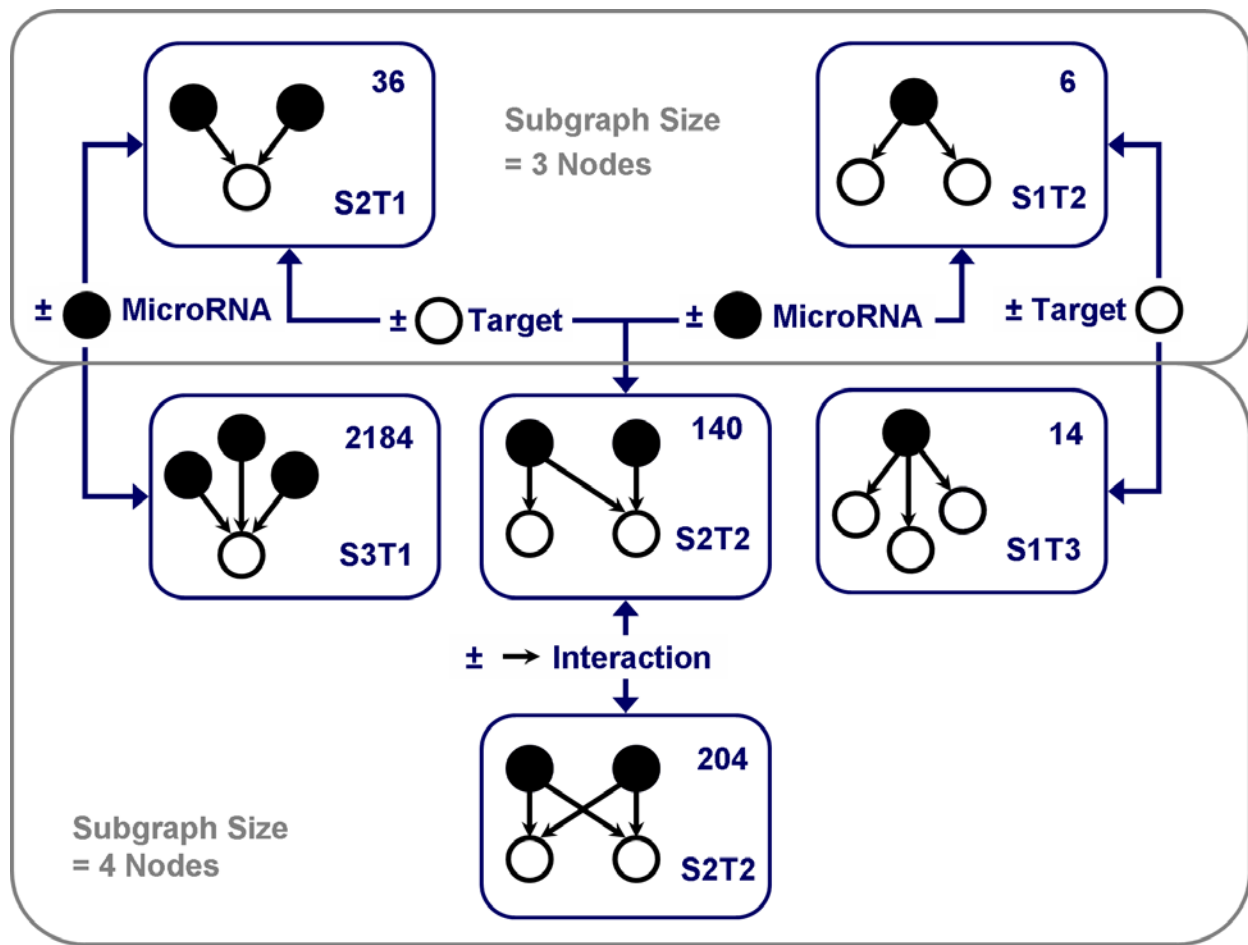 36
S2T1
Subgraph Size
= 3 Nodes
6
S1T2
± MicroRNA
± Target
± MicroRNA
± Target
2184
S3T1
140
S2T2
14
S1T3
± → Interaction
204
S2T2
Subgraph Size
= 4 Nodes